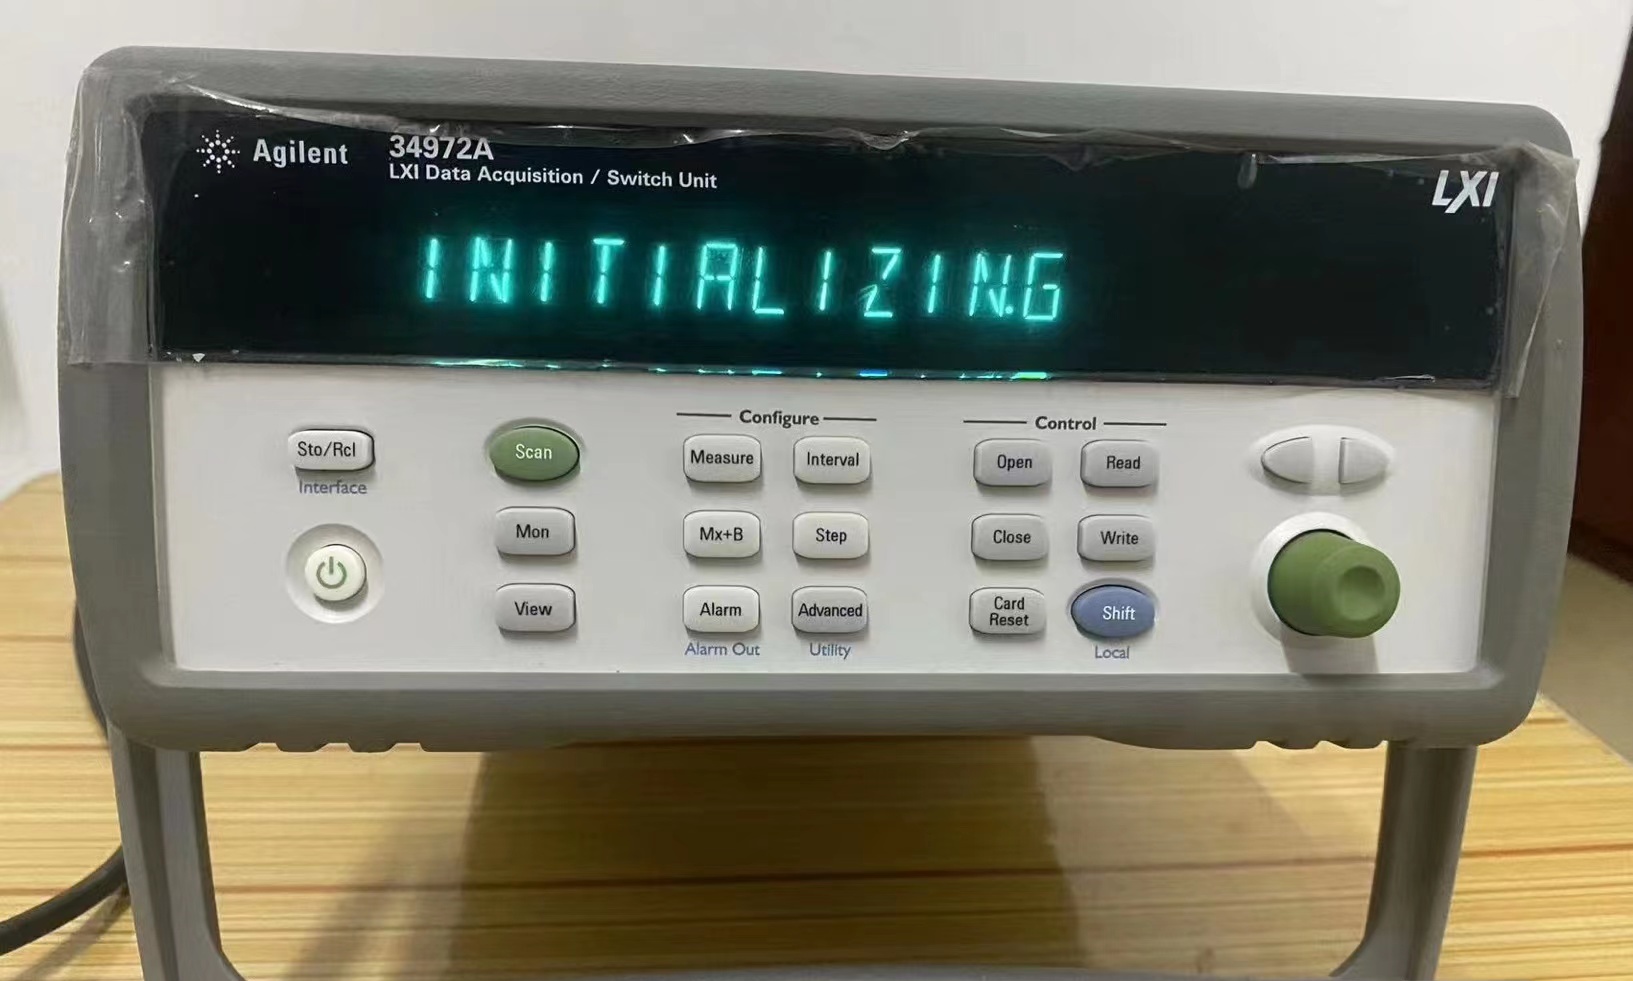 Agilent
34972A
LXI Data Acquisition / Switch Unit
LXI
INITIALIZIN.G
Configure
Control
Sto/Rcl
Scan
Measure
Interval
Open
Read
Interface
Mon
Mx+B
Step
Close
Write
View
Alarm
Advanced
Card
Reset
Shift
Alarm Out
Utility
Local